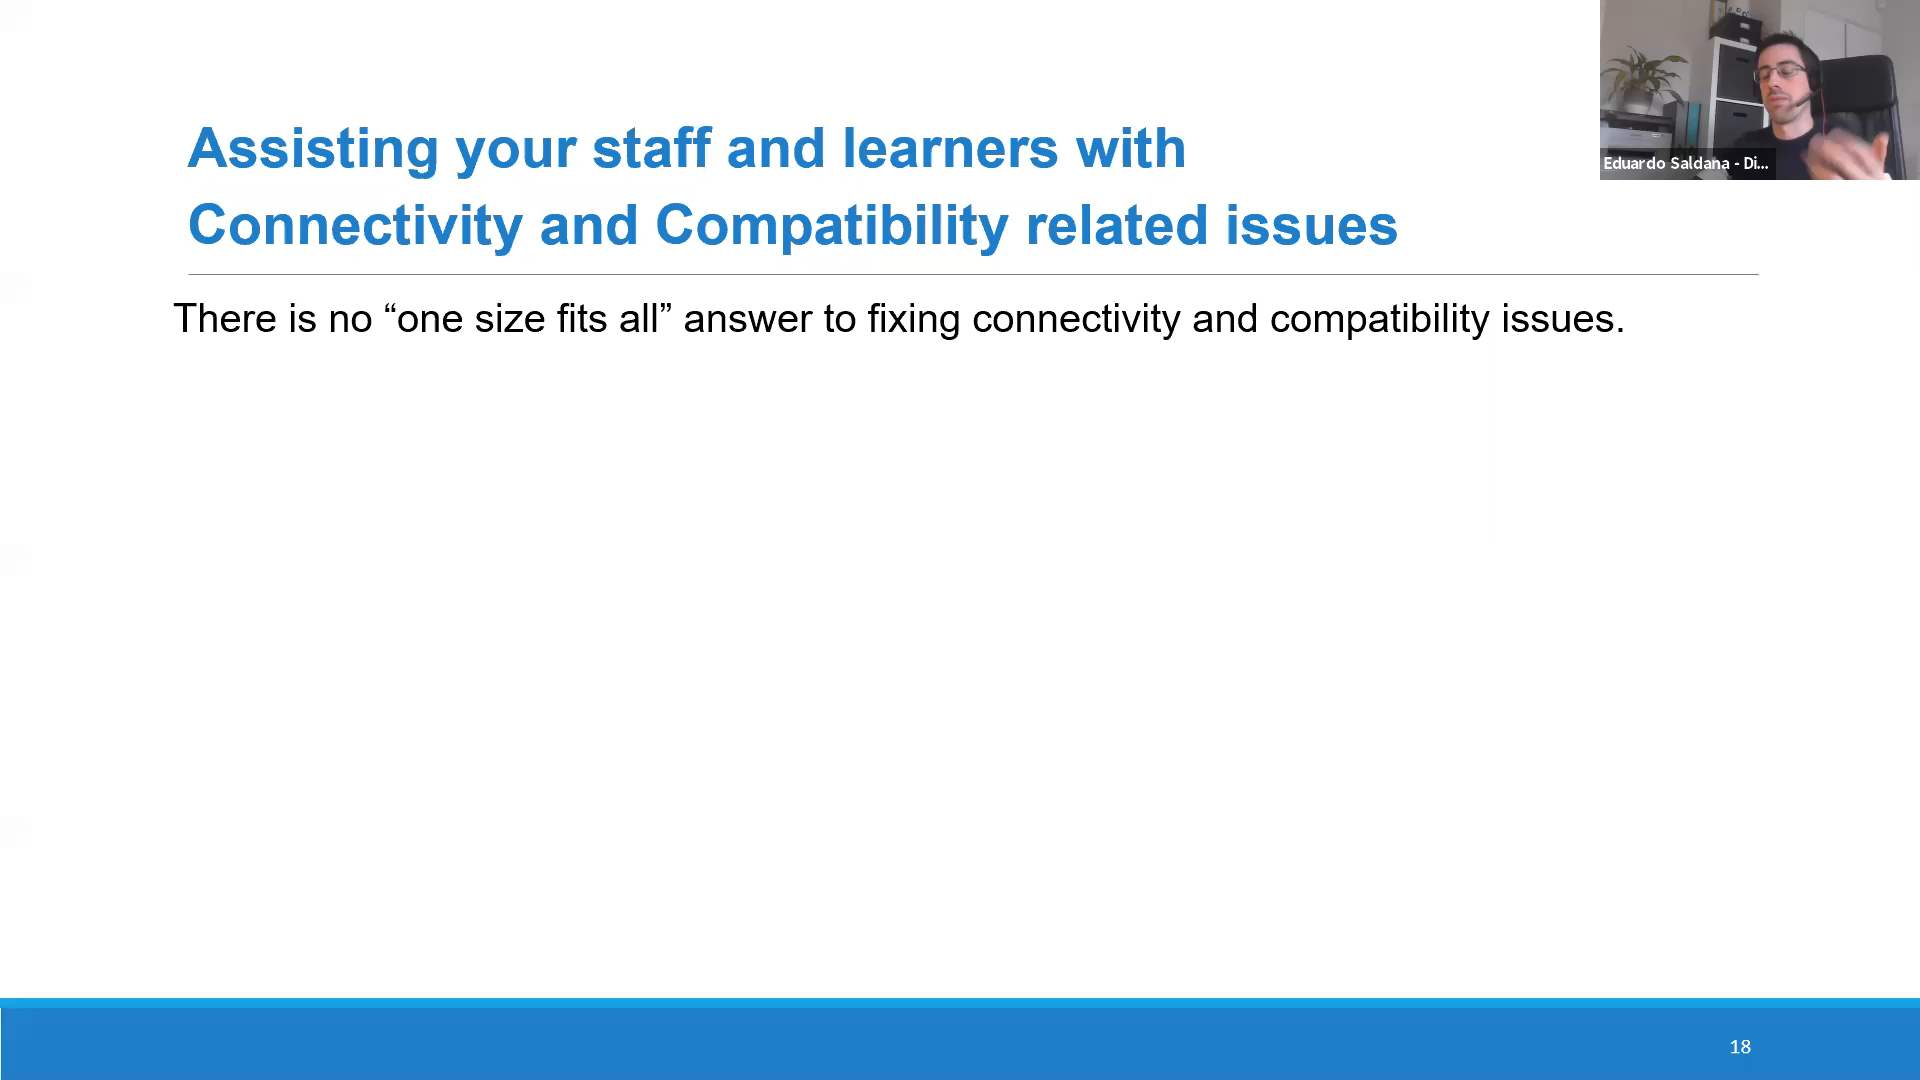 Assisting your staff and learners with
Connectivity and Compatibility related issues
There is no “one size fits all” answer to fixing connectivity and compatibility issues.
Eduardo Saldana - Di...
18